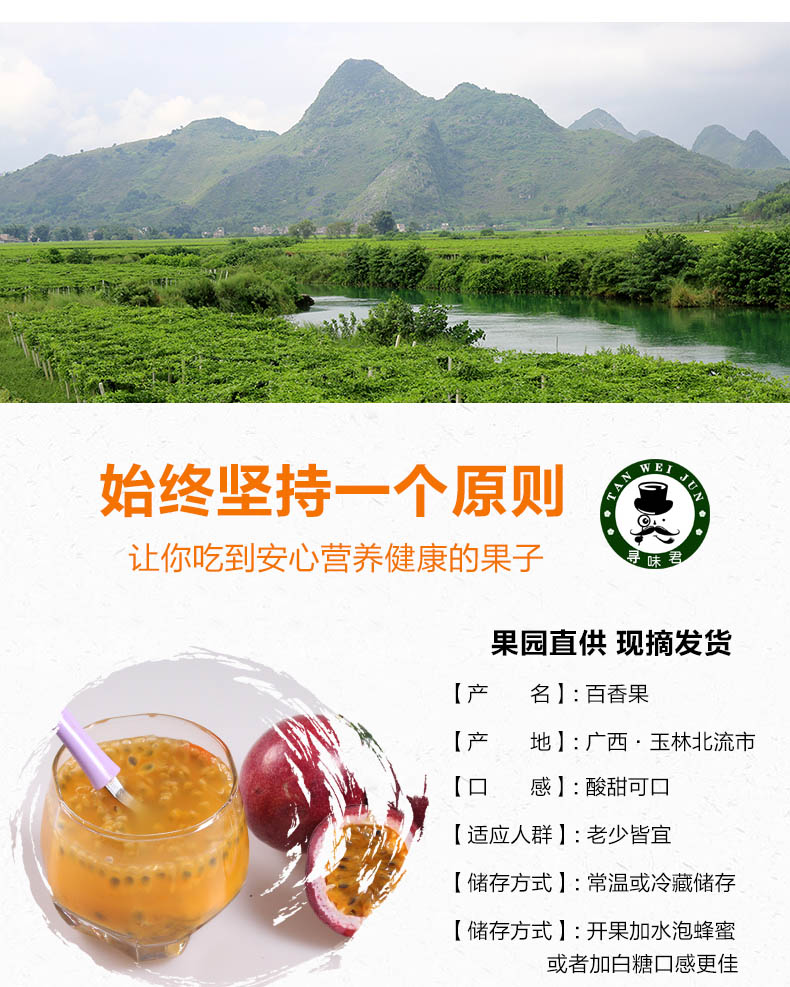 始终坚持一个原则
让你吃到安心营养健康的果子
TAN WEI JUN
寻味君
果园直供 现摘发货
【产 名】: 百香果
【产 地】: 广西 · 玉林北流市
【口 感】: 酸甜可口
【适应人群】: 老少皆宜
【储存方式】: 常温或冷藏储存
【储存方式】: 开果加水泡蜂蜜
或者加白糖口感更佳